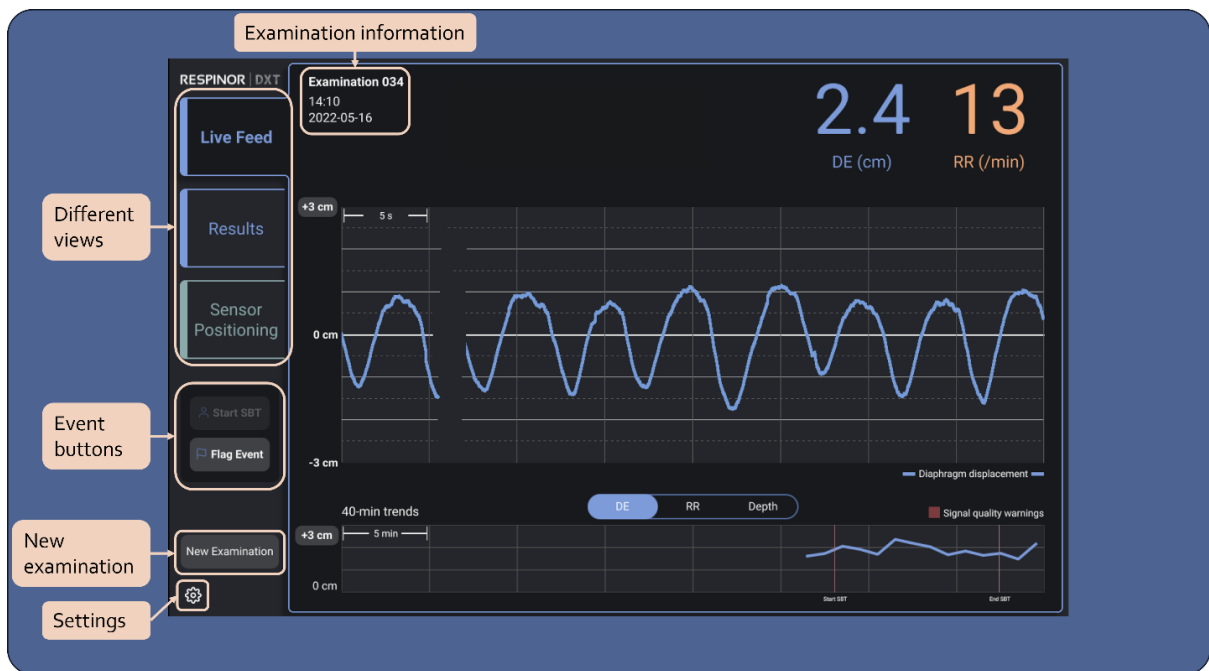 Examination information
RESPINOR | DXT
Examination 034
14:10
2022-05-16
2.4
13
DE (cm)
RR (/min)
Live Feed
Results
Sensor
Positioning
Different
views
+3 cm
5 s
0 cm
-3 cm
Diaphragm displacement
Start SBT
Flag Event
Event
buttons
40-min trends
DE
RR
Depth
Signal quality warnings
+3 cm
5 min
0 cm
Start SBT
End SBT
New
examination
New Examination
Settings